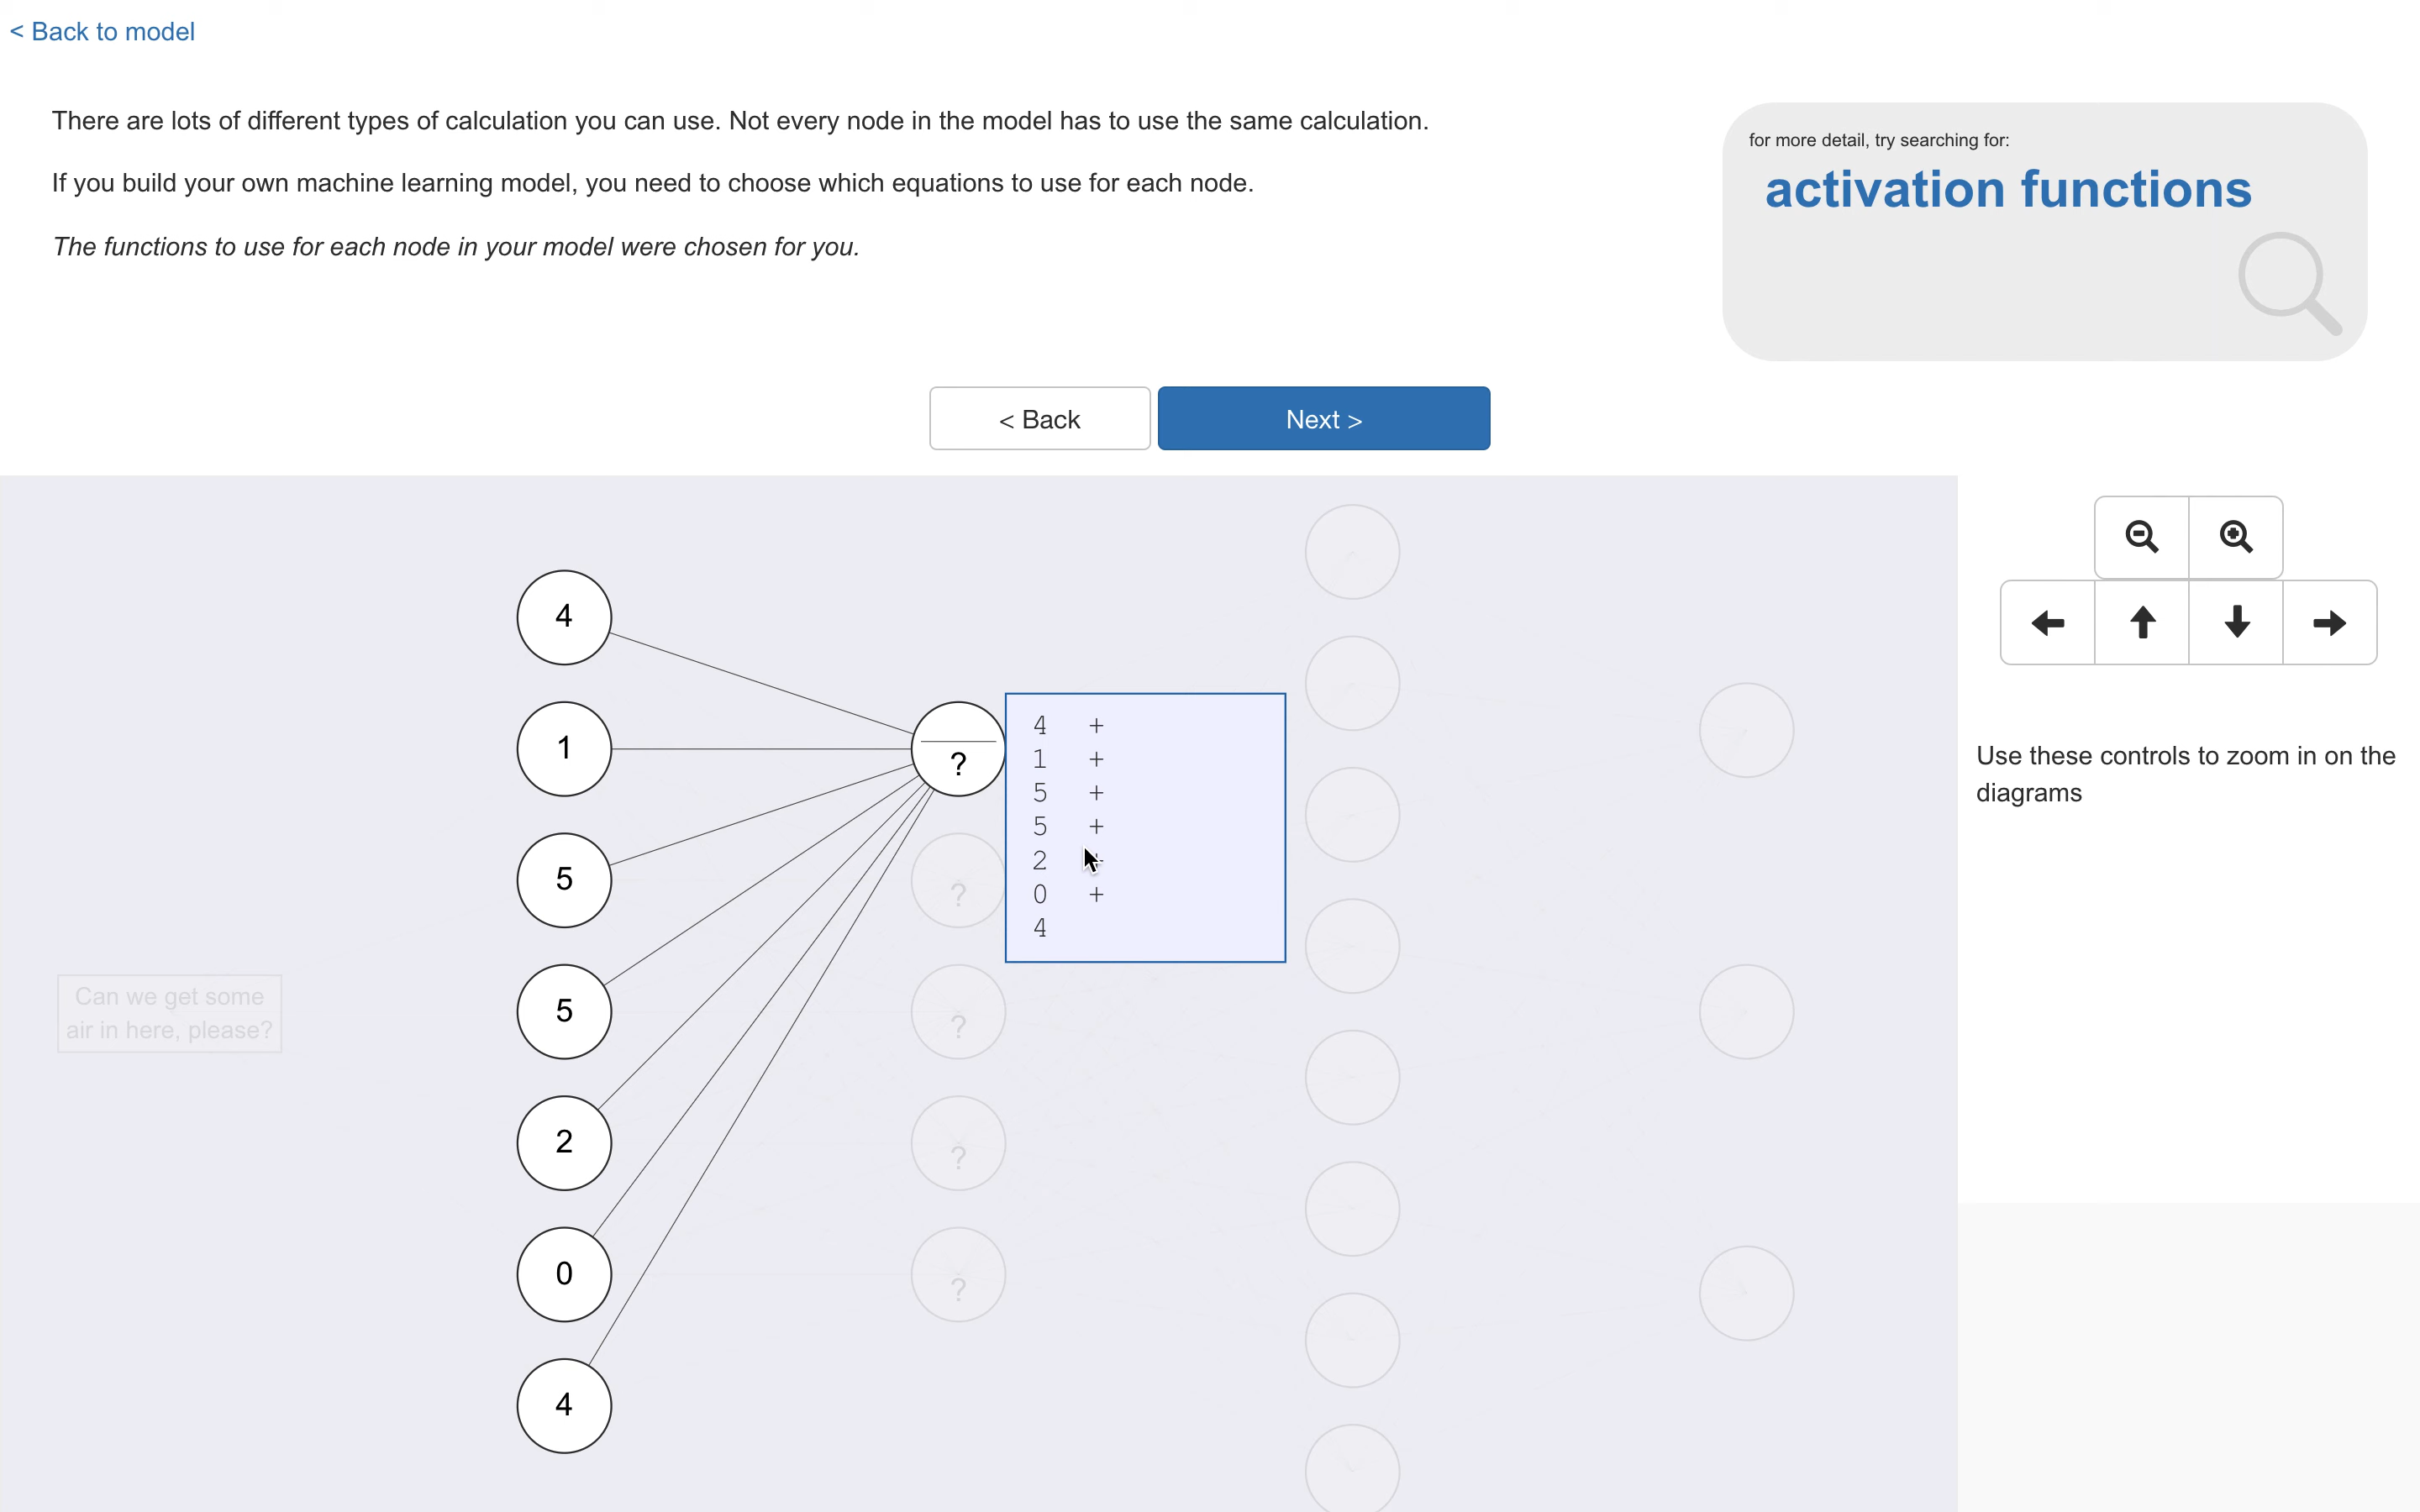 < Back to model
There are lots of different types of calculation you can use. Not every node in the model has to use the same calculation.
If you build your own machine learning model, you need to choose which equations to use for each node.
The functions to use for each node in your model were chosen for you.
for more detail, try searching for:
activation functions
< Back
Next >
4
1
5
5
2
0
4
?
4 +
1 +
5 +
5 +
2 +
0 +
4
?
?
?
?
Can we get some
air in here, please?
Use these controls to zoom in on the
diagrams